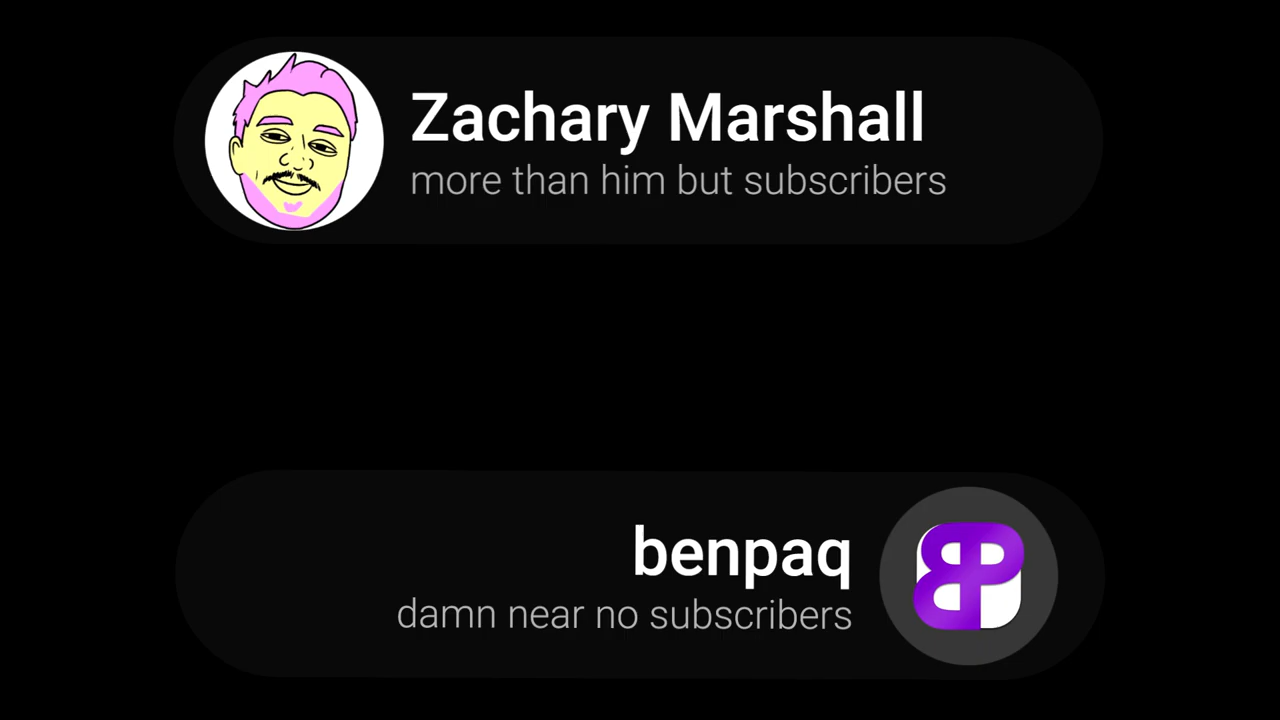 Zachary Marshall
more than him but subscribers
benpaq
damn near no subscribers